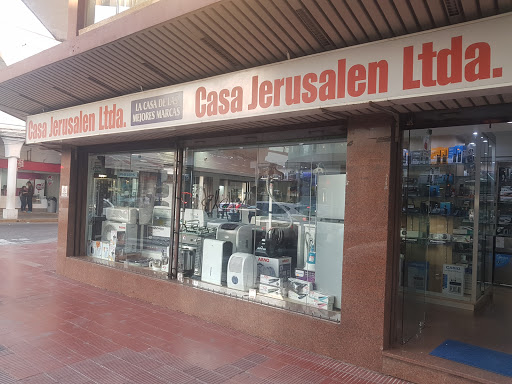 Casa Jerusalen Ltda.
LA CASA DE LAS
MEJORES MARCAS
Casa Jerusalen Ltda.